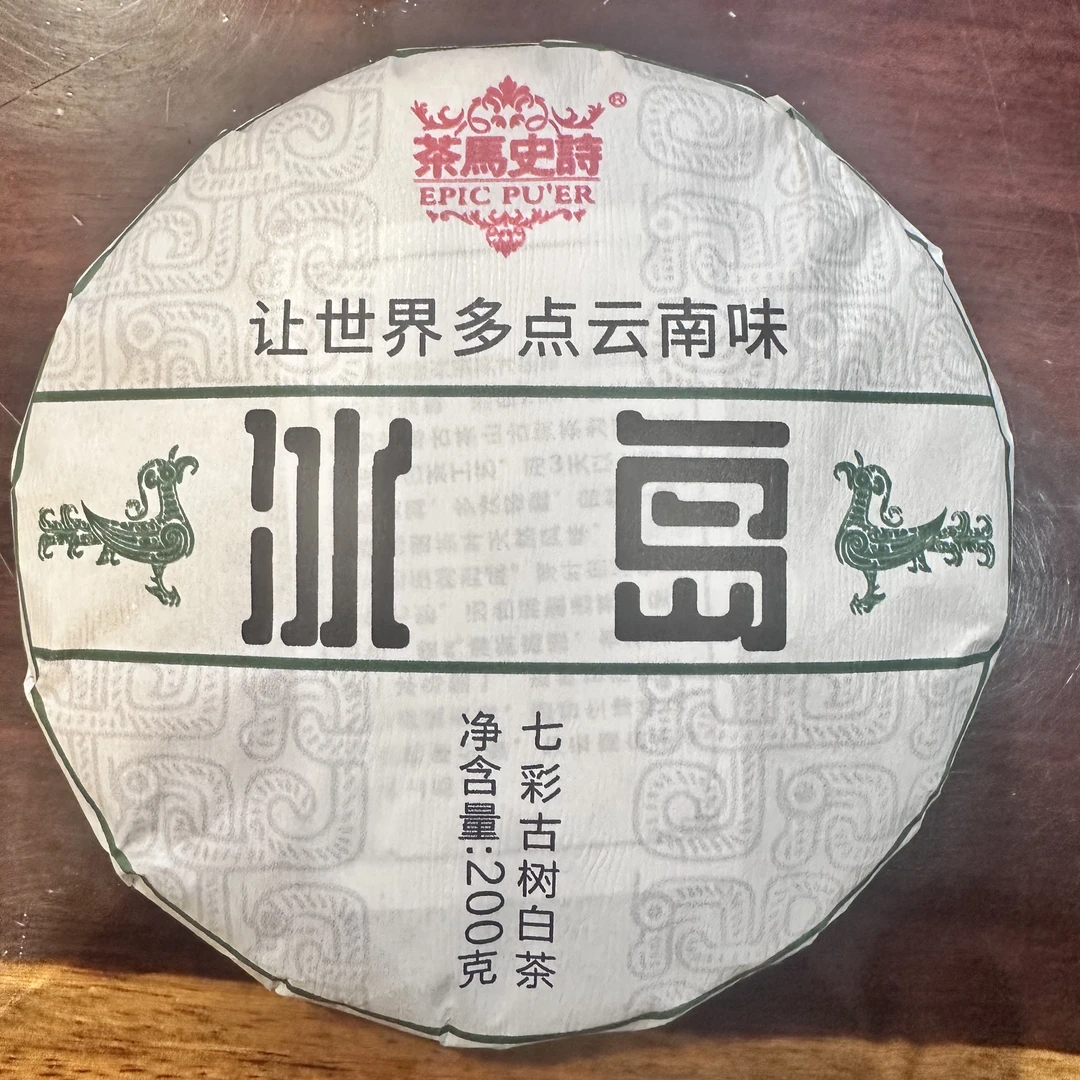 茶馬史詩®
EPIC PU'ER
让世界多点云南味
冰岛
七彩古树白茶
净含量:200克